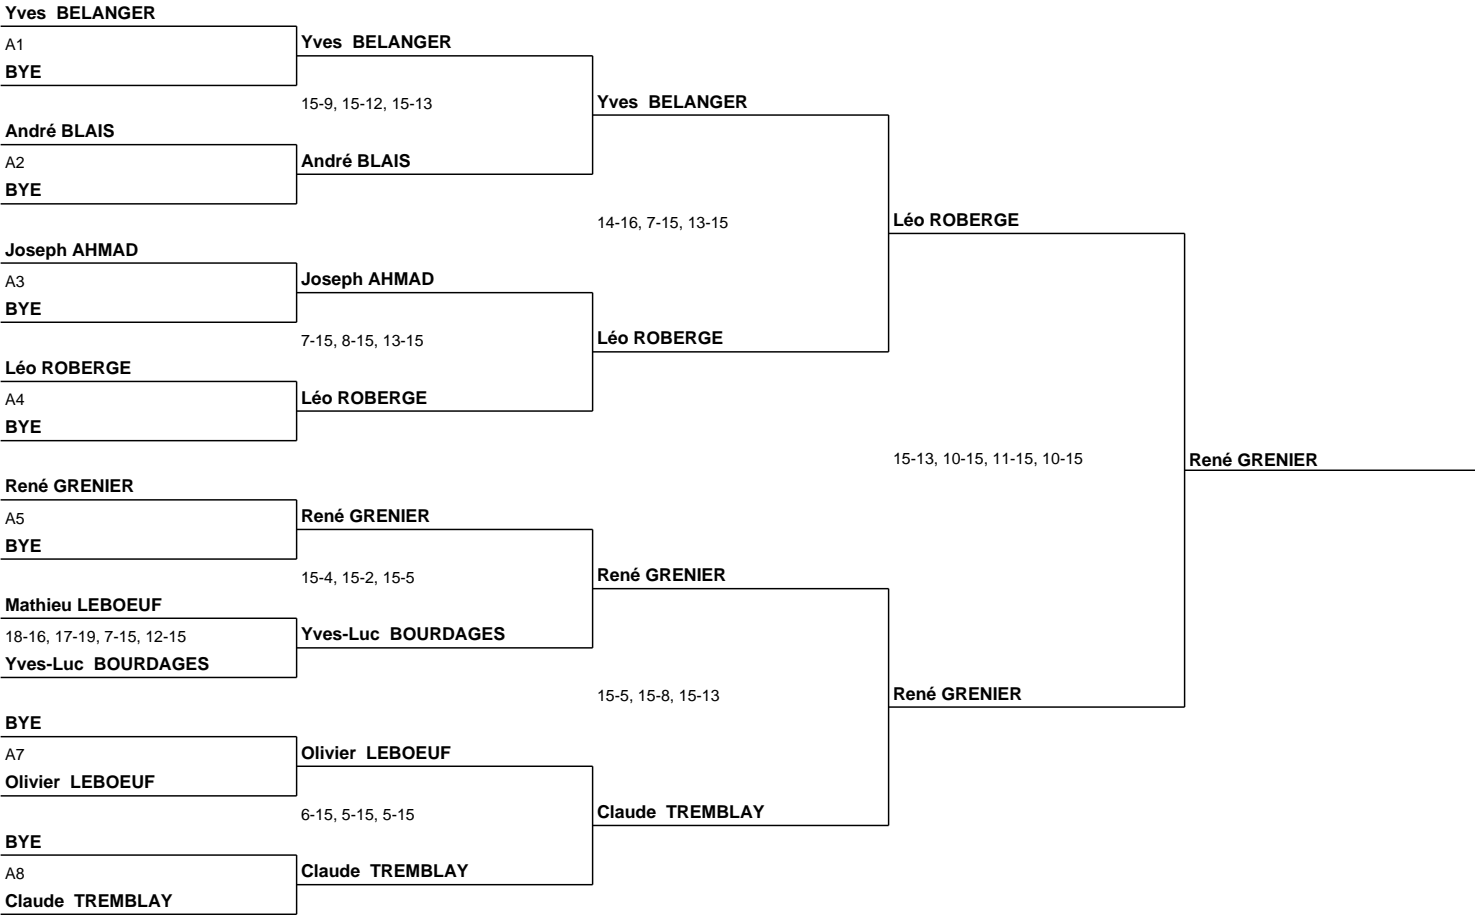 Yves BELANGER
A1
BYE
André BLAIS
A2
BYE
Joseph AHMAD
A3
BYE
Léo ROBERGE
A4
BYE
René GRENIER
A5
BYE
Mathieu LEBOEUF
18-16, 17-19, 7-15, 12-15
Yves-Luc BOURDAGES
BYE
A7
Olivier LEBOEUF
BYE
A8
Claude TREMBLAY
Yves BELANGER
15-9, 15-12, 15-13
André BLAIS
Joseph AHMAD
7-15, 8-15, 13-15
Léo ROBERGE
René GRENIER
15-4, 15-2, 15-5
Yves-Luc BOURDAGES
Olivier LEBOEUF
6-15, 5-15, 5-15
Claude TREMBLAY
Yves BELANGER
14-16, 7-15, 13-15
Léo ROBERGE
René GRENIER
15-5, 15-8, 15-13
Claude TREMBLAY
Léo ROBERGE
15-13, 10-15, 11-15, 10-15
René GRENIER
René GRENIER